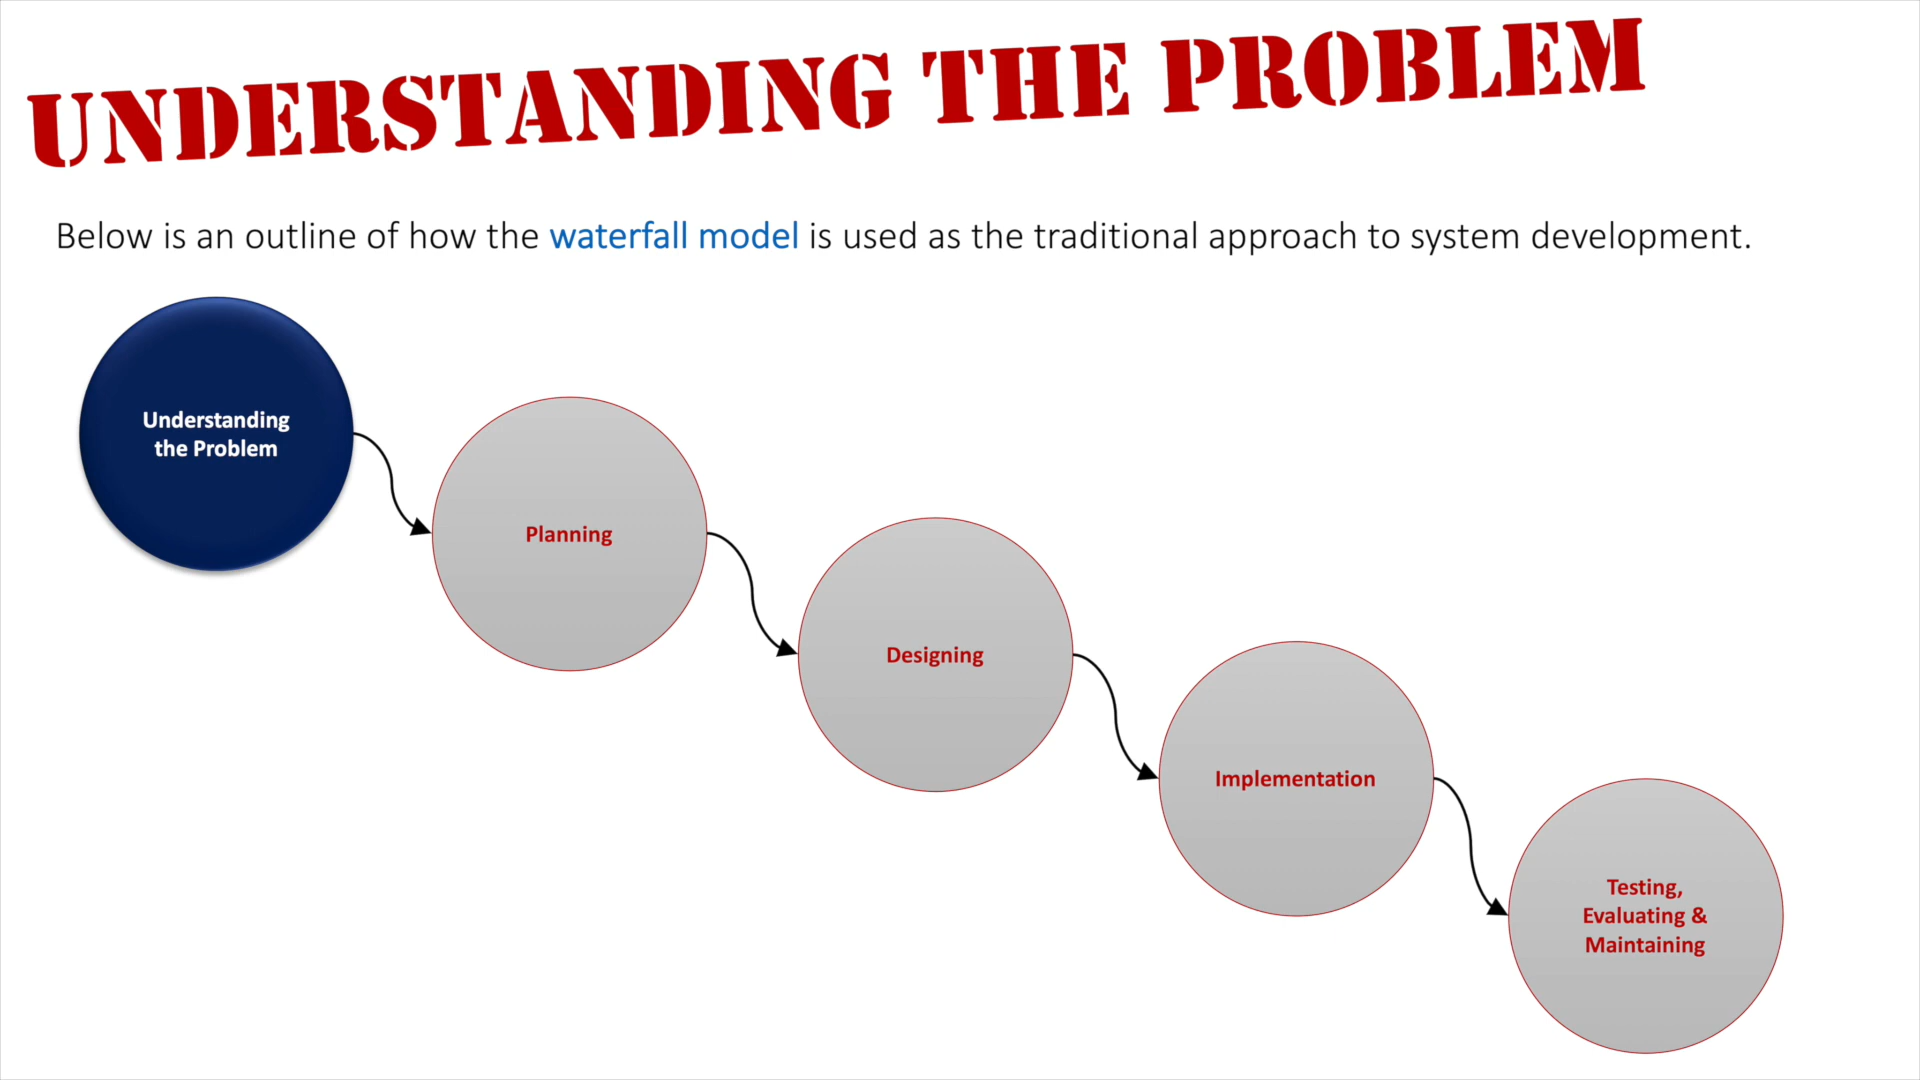 UNDERSTANDING THE PROBLEM
Below is an outline of how the waterfall model is used as the traditional approach to system development.
Understanding
the Problem
Planning
Designing
Implementation
Testing,
Evaluating &
Maintaining